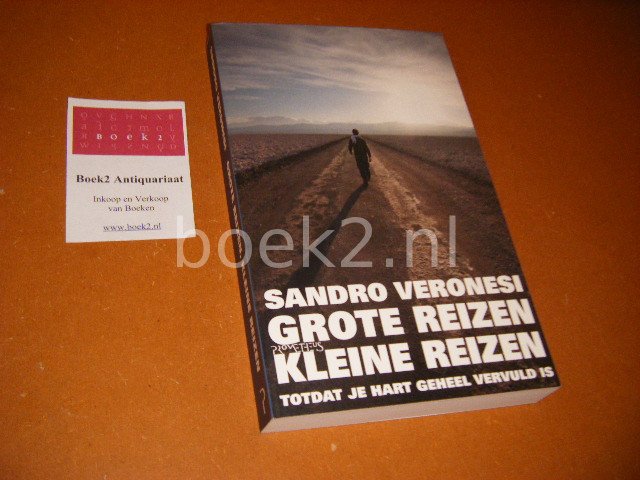 BOEK2
Boek2 Antiquariaat
Inkoop en Verkoop
van Boeken
www.boek2.nl
boek2.nl
SANDRO VERONESI
GROTE REIZEN
KLEINE REIZEN
TOTDAT JE HART GEHEEL VERVULD IS